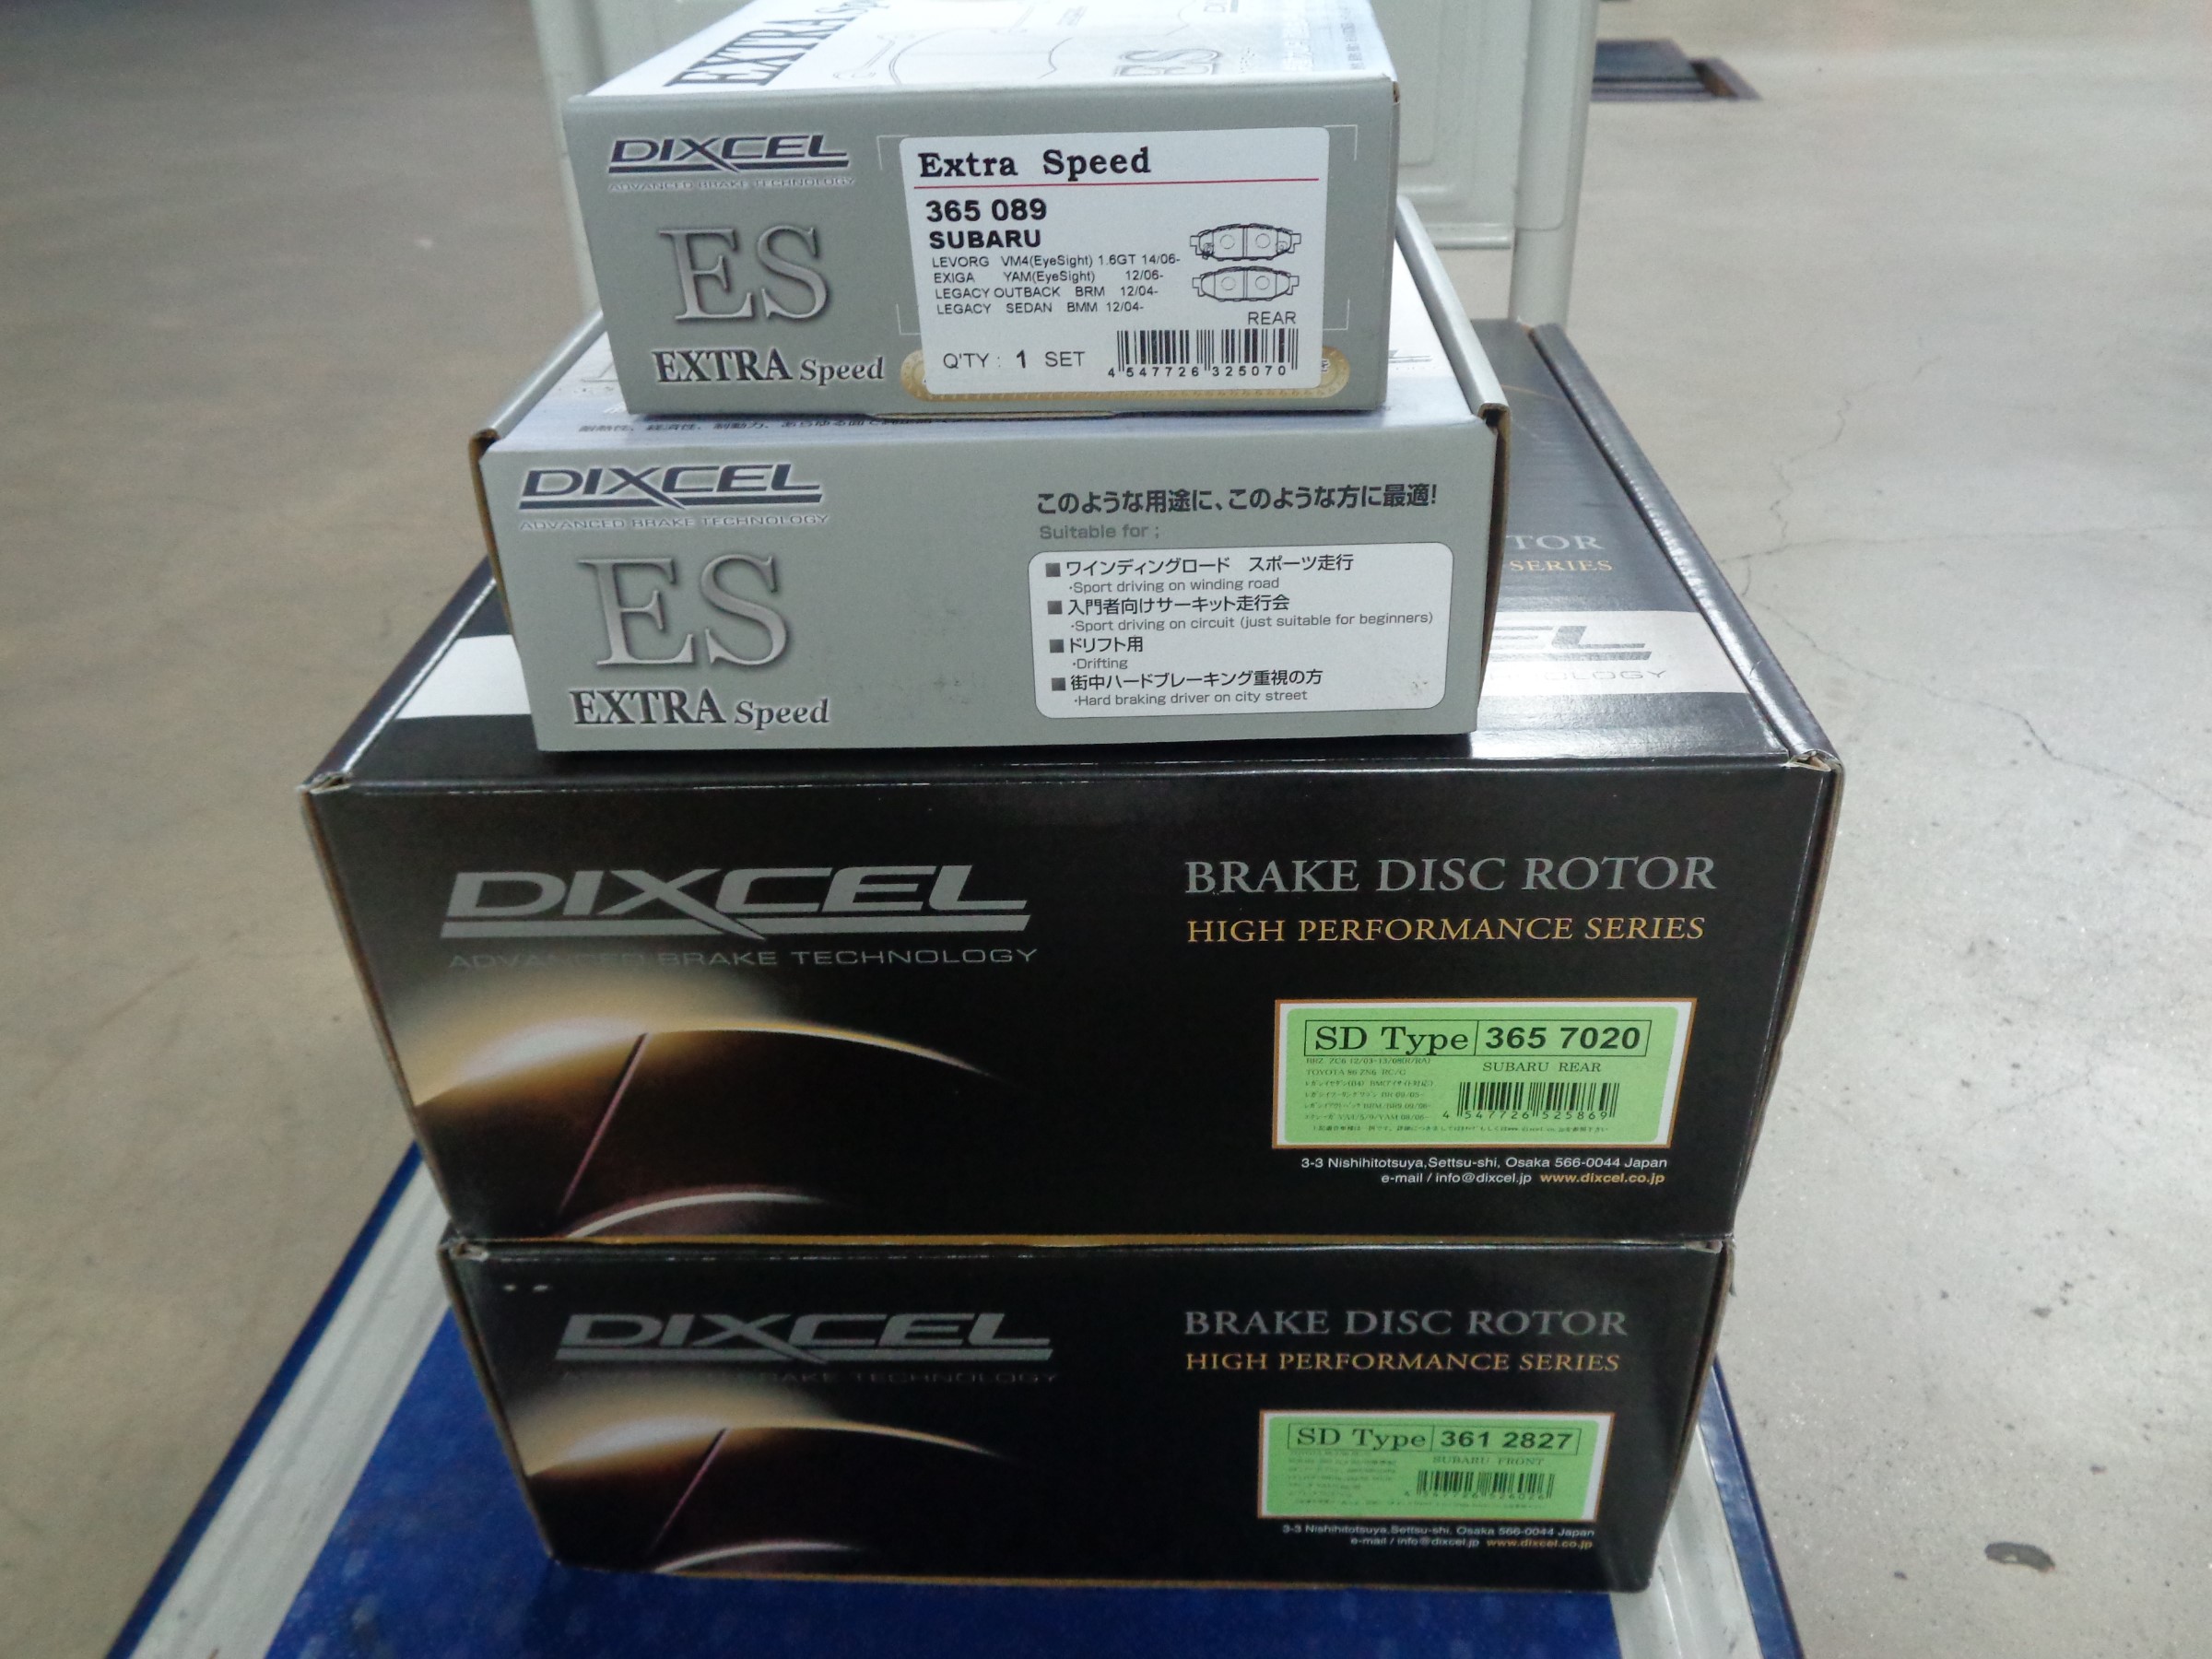 EXTRA
ES
DIXCEL
ADVANCED BRAKE TECHNOLOGY
ES
EXTRA Speed
Extra Speed
365 089
SUBARU
LEVORG VM4(EyeSight) 1.6GT 14/06-
EXIGA YAM(EyeSight) 12/06-
LEGACY OUTBACK BRM 12/04-
LEGACY SEDAN BMM 12/04-
REAR
Q'TY : 1 SET
4 547726 325070
DIXCEL
ADVANCED BRAKE TECHNOLOGY
ES
EXTRA Speed
このような用途に、このような方に最適!
Suitable for ;
■ワインディングロード スポーツ走行
・Sport driving on winding road
■入門者向けサーキット走行会
・Sport driving on circuit (just suitable for beginners)
■ドリフト用
・Drifting
■街中ハードブレーキング重視の方
・Hard braking driver on city street
SERIES
DIXCEL
ADVANCED BRAKE TECHNOLOGY
BRAKE DISC ROTOR
HIGH PERFORMANCE SERIES
SD Type 365 7020
SUBARU REAR
4 547726 525869
3-3 Nishihitotsuya,Settsu-shi, Osaka 566-0044 Japan
e-mail / info@dixcel.jp www.dixcel.co.jp
DIXCEL
ADVANCED BRAKE TECHNOLOGY
BRAKE DISC ROTOR
HIGH PERFORMANCE SERIES
SD Type 361 2827
SUBARU FRONT
3-3 Nishihitotsuya,Settsu-shi, Osaka 566-0044 Japan
e-mail / info@dixcel.jp www.dixcel.co.jp